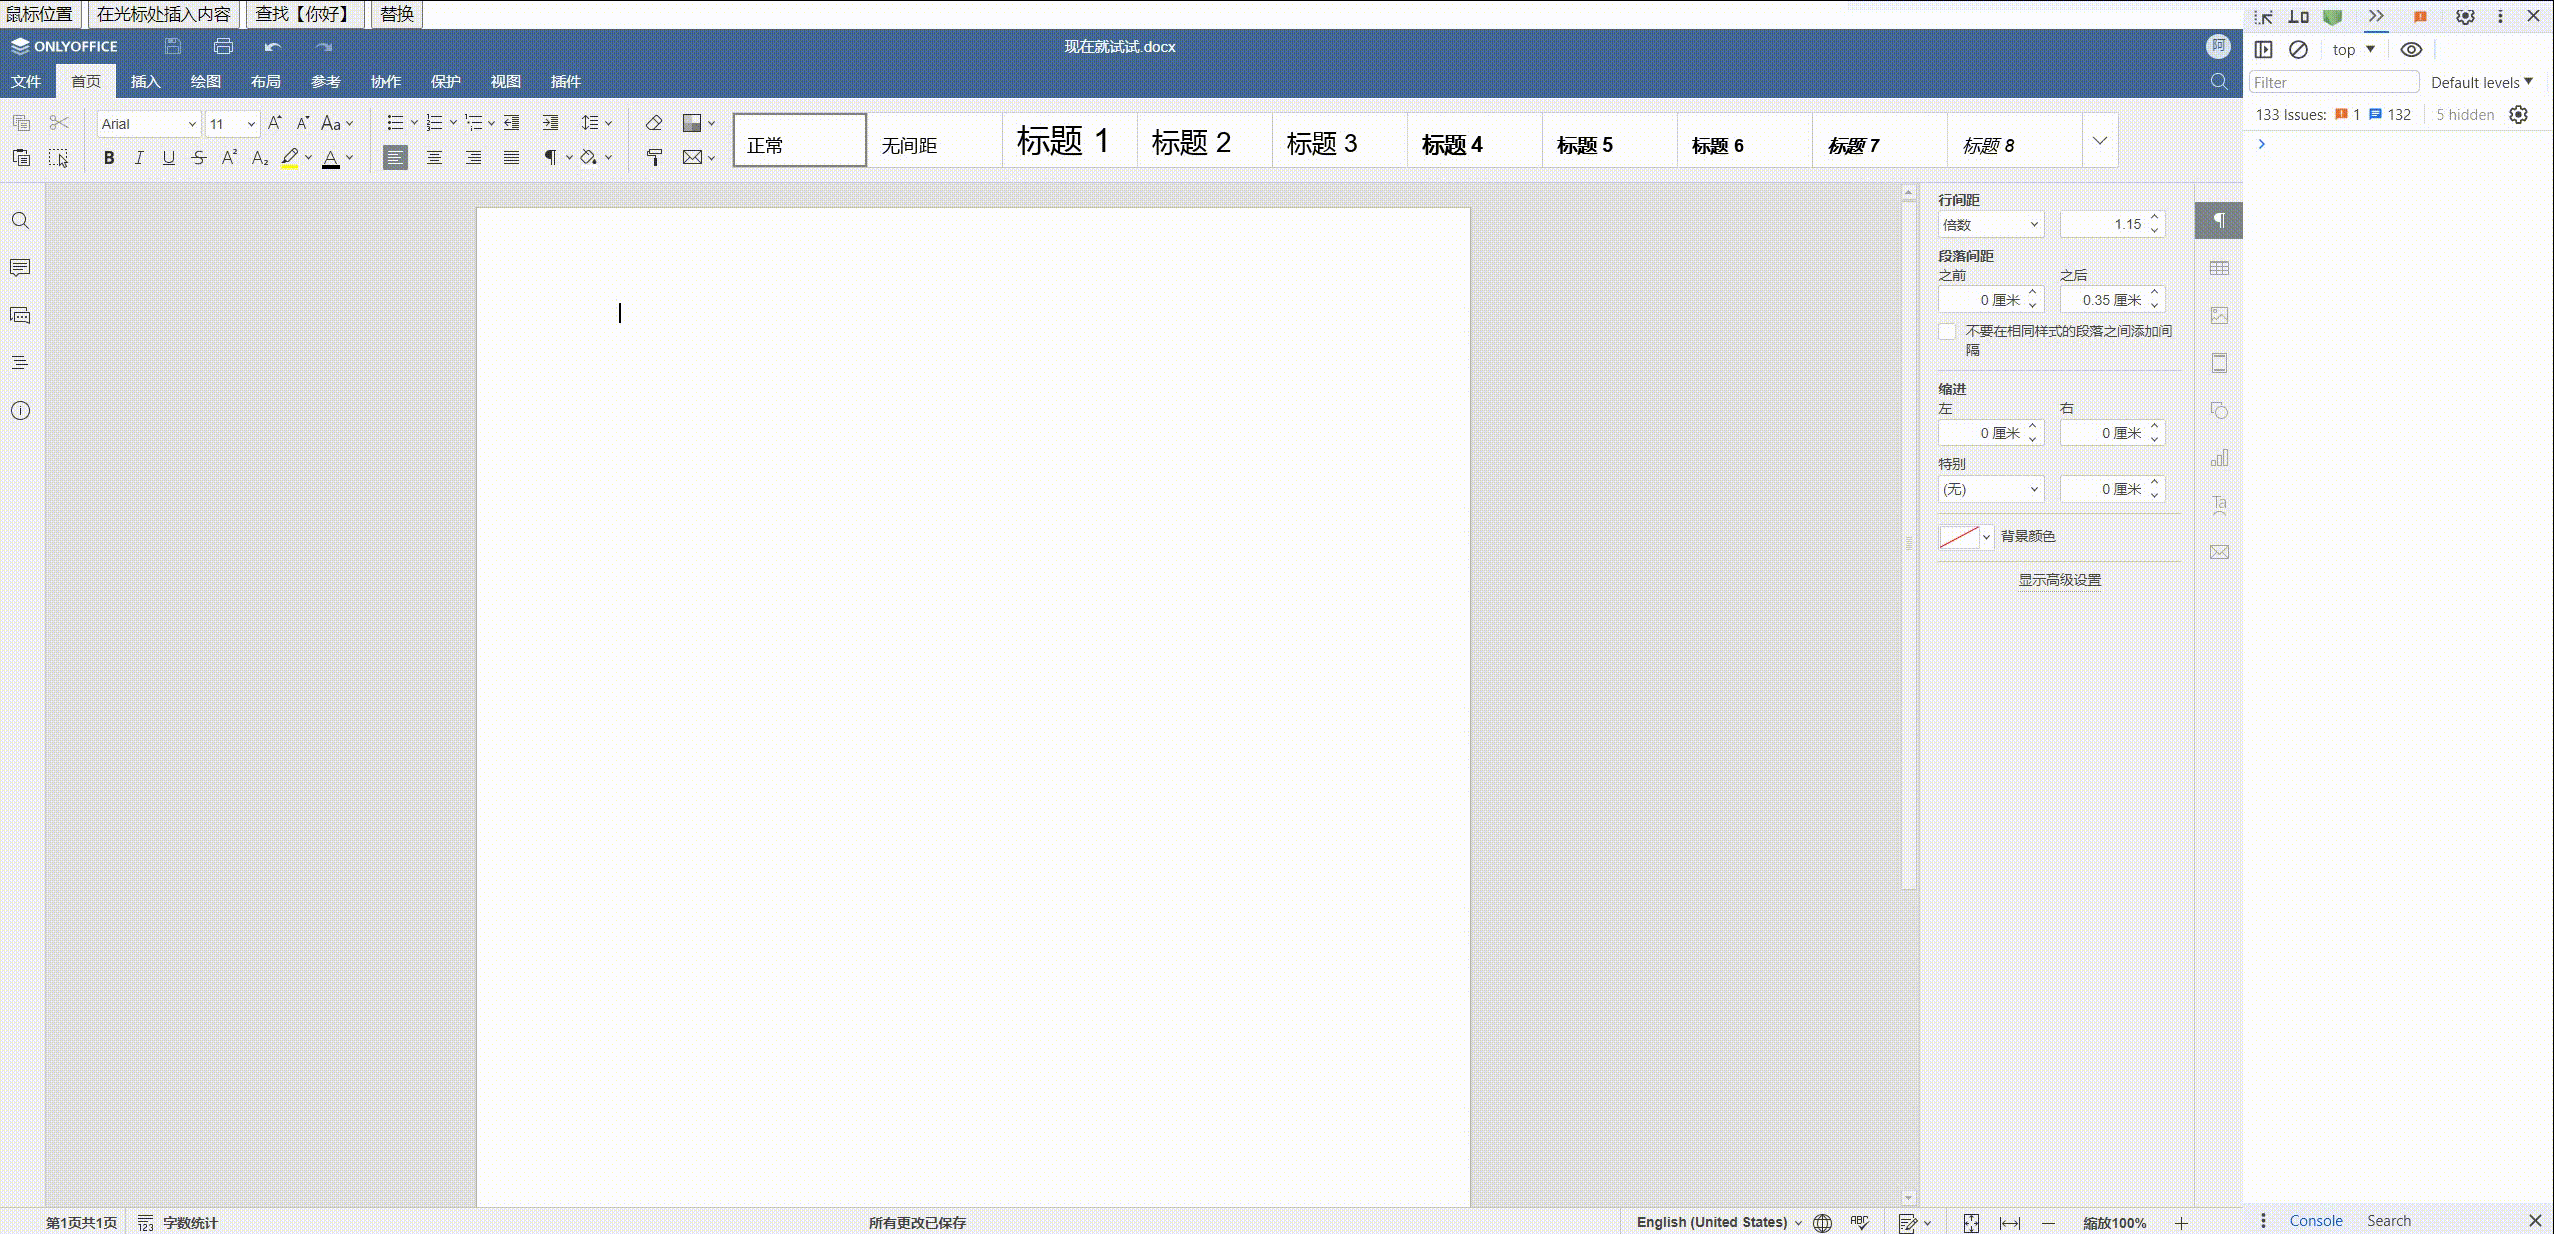 鼠标位置 在光标处插入内容 查找【你好】 替换
ONLYOFFICE 现在就试试.docx 阿
文件 首页 插入 绘图 布局 参考 协作 保护 视图 插件
Arial 11 Aa
B I U S A² A₂ A
正常 无间距 标题 1 标题 2 标题 3 标题 4 标题 5 标题 6 标题 7 标题 8
行间距
倍数 1.15
段落间距
之前 之后
0 厘米 0.35 厘米
不要在相同样式的段落之间添加间
隔
缩进
左 右
0 厘米 0 厘米
特别
(无) 0 厘米
背景颜色
显示高级设置
Ta
top
Filter Default levels
133 Issues: 1 132 5 hidden
第1页共1页 123 字数统计 所有更改已保存 English (United States) ABC 缩放100%
Console Search